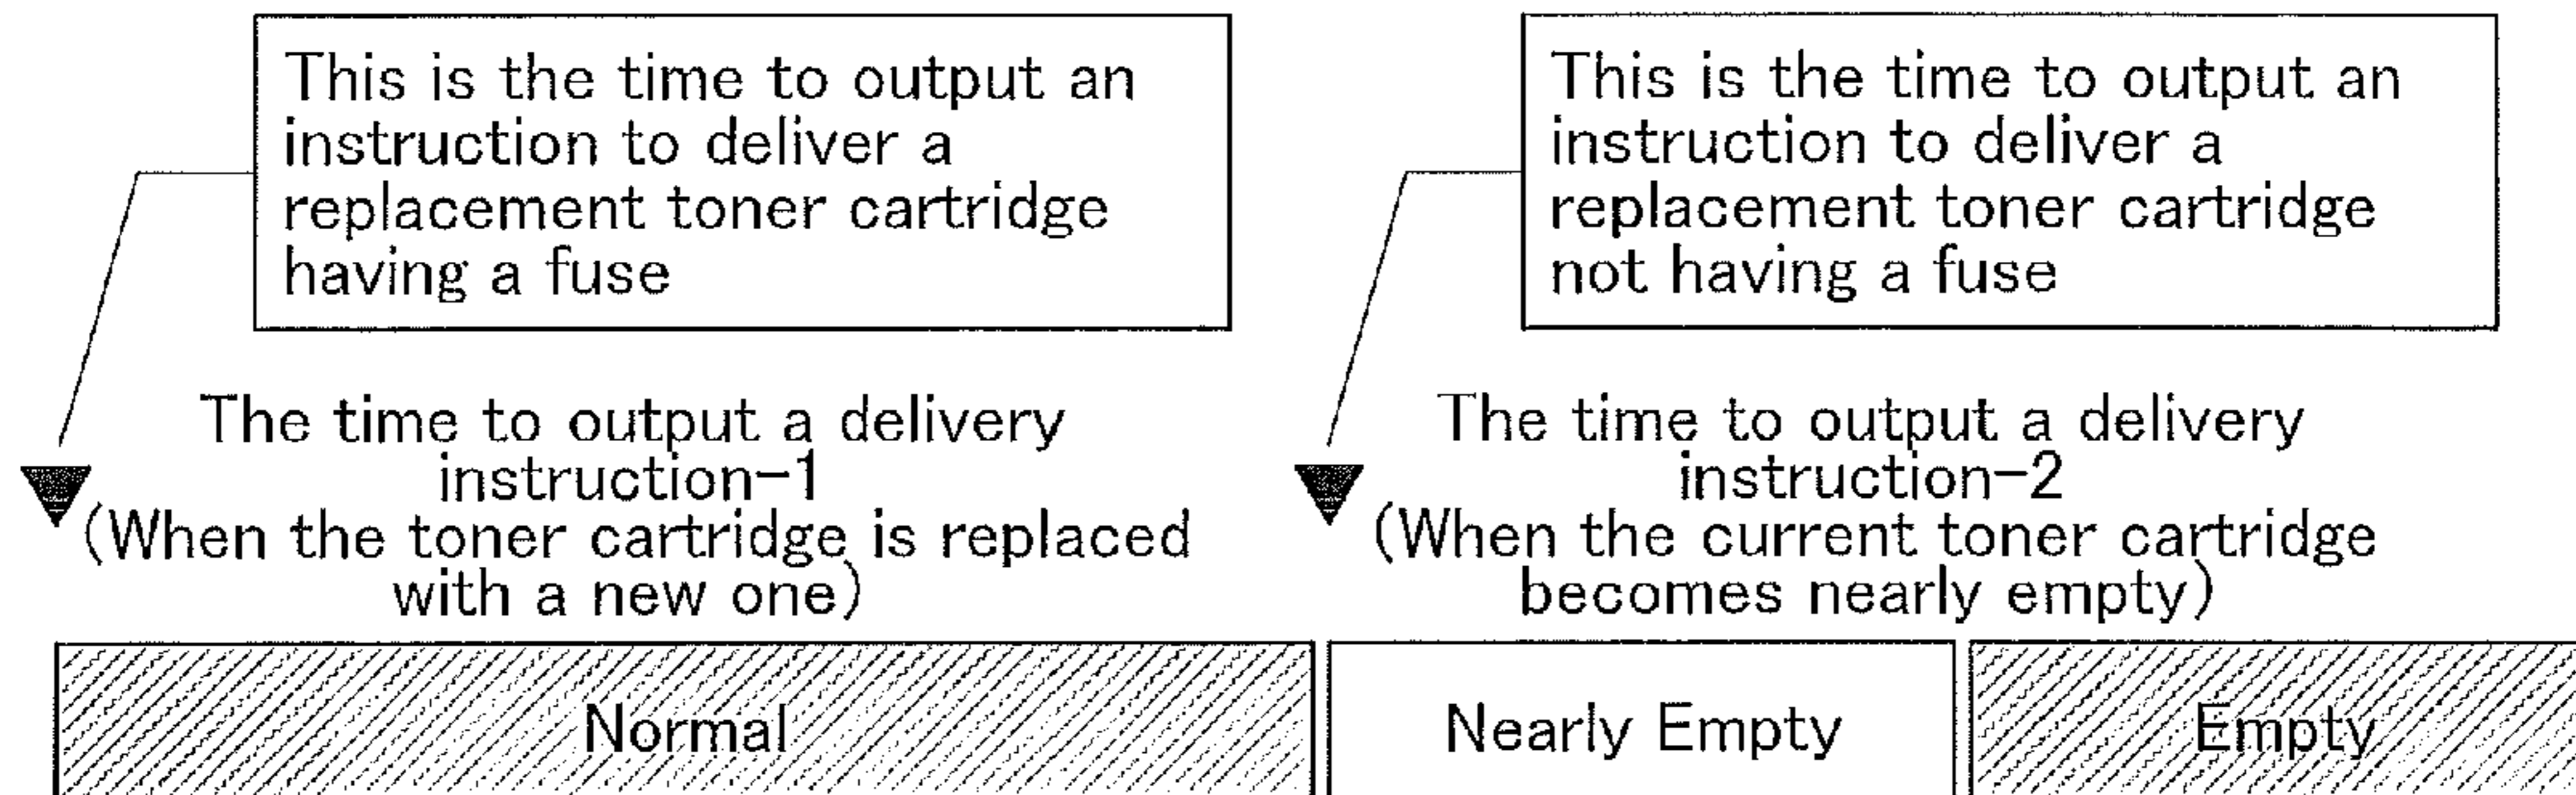 This is the time to output an
instruction to deliver a
replacement toner cartridge
having a fuse
This is the time to output an
instruction to deliver a
replacement toner cartridge
not having a fuse
The time to output a delivery
instruction-1
(When the toner cartridge is replaced
with a new one)
The time to output a delivery
instruction-2
(When the current toner cartridge
becomes nearly empty)
Normal
Nearly Empty
Empty